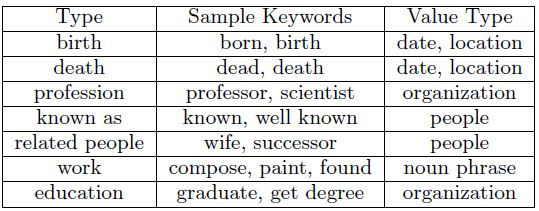 Type Sample Keywords Value Type
birth born, birth date, location
death dead, death date, location
profession professor, scientist organization
known as known, well known people
related people wife, successor people
work compose, paint, found noun phrase
education graduate, get degree organization